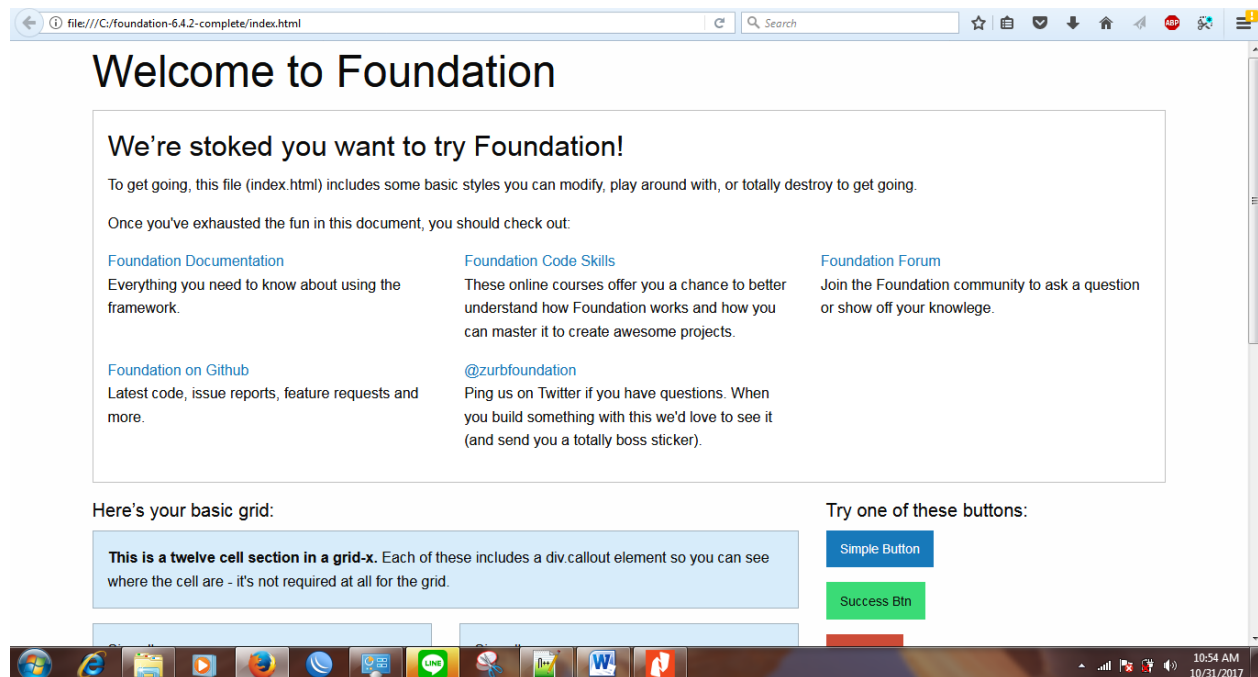 file:///C:/foundation-6.4.2-complete/index.html
Search
ABP
Welcome to Foundation
We’re stoked you want to try Foundation!
To get going, this file (index.html) includes some basic styles you can modify, play around with, or totally destroy to get going.
Once you've exhausted the fun in this document, you should check out:
Foundation Documentation
Everything you need to know about using the
framework.
Foundation Code Skills
These online courses offer you a chance to better
understand how Foundation works and how you
can master it to create awesome projects.
Foundation Forum
Join the Foundation community to ask a question
or show off your knowlege.
Foundation on Github
Latest code, issue reports, feature requests and
more.
@zurbfoundation
Ping us on Twitter if you have questions. When
you build something with this we'd love to see it
(and send you a totally boss sticker).
Here’s your basic grid:
This is a twelve cell section in a grid-x. Each of these includes a div.callout element so you can see
where the cell are - it's not required at all for the grid.
Try one of these buttons:
Simple Button
Success Btn
LINE
N++
W
10:54 AM
10/31/2017